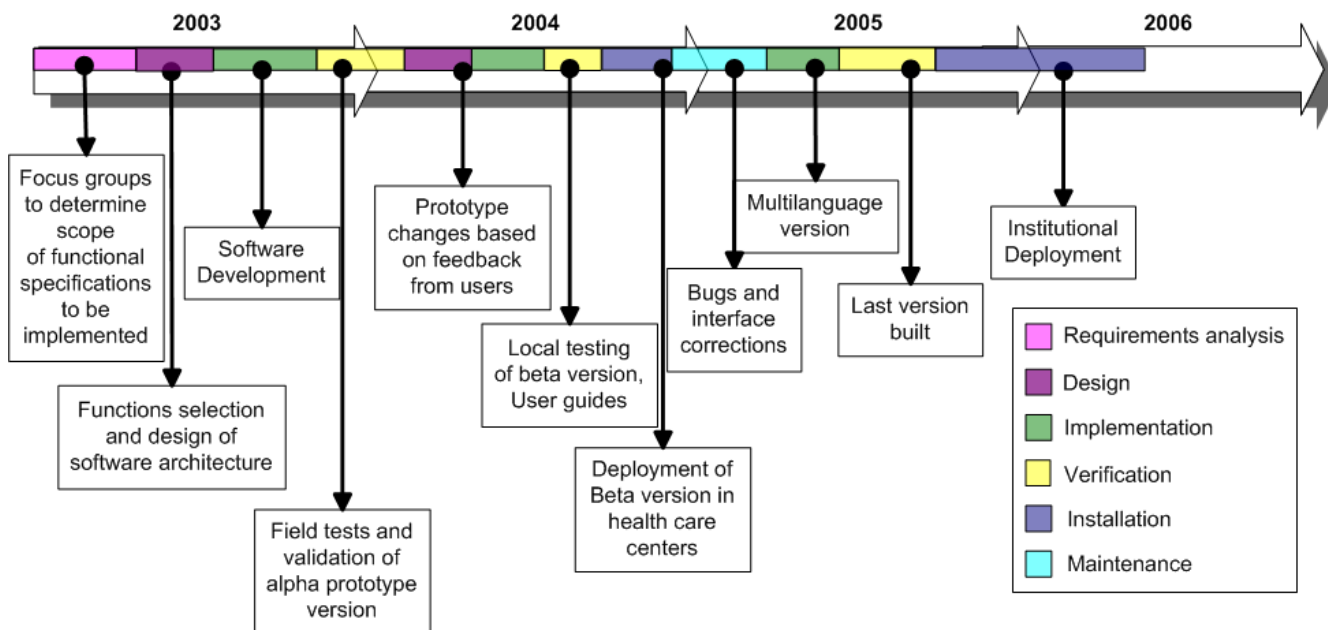 2003
2004
2005
2006
Focus groups
to determine
scope
of functional
specifications
to be
implemented
Functions selection
and design of
software architecture
Software
Development
Field tests and
validation of
alpha prototype
version
Prototype
changes based
on feedback
from users
Local testing
of beta version,
User guides
Deployment of
Beta version in
health care
centers
Bugs and
interface
corrections
Multilanguage
version
Last version
built
Institutional
Deployment
Requirements analysis
Design
Implementation
Verification
Installation
Maintenance